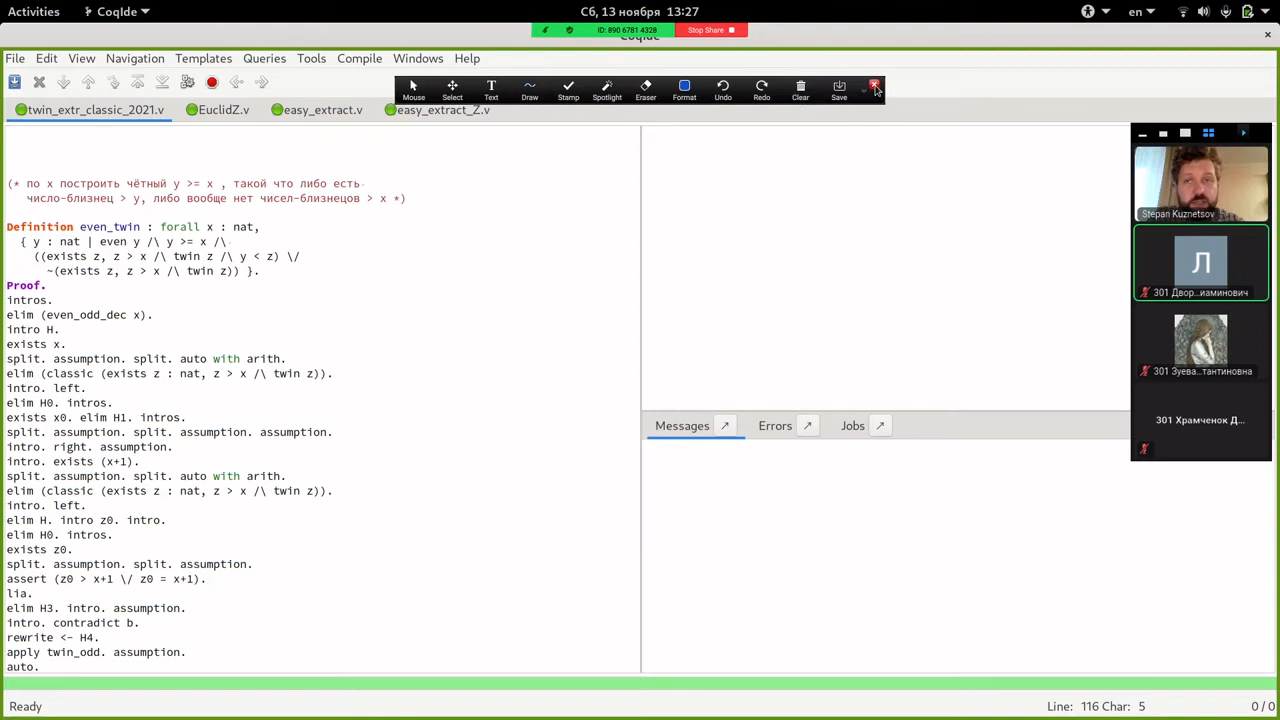 Activities
CoqIde
Сб, 13 ноября 13:27
en
ID: 890 6781 4328
Stop Share
File Edit View Navigation Templates Tools Queries Compile Windows Help
Mouse Select Text Draw Stamp Spotlight Eraser Format Undo Redo Clear Save
twin_extr_classic_2021.v EuclidZ.v easy_extract.v easy_extract_Z.v
(* по x построить чётный y >= x , такой что либо есть
число-близнец > y, либо вообще нет чисел-близнецов > x *)
Definition even_twin : forall x : nat,
{ y : nat | even y /\ y >= x /\
((exists z, z > x /\ twin z /\ y < z) \/
~(exists z, z > x /\ twin z)) }.
Proof.
intros.
elim (even_odd_dec x).
intro H.
exists x.
split. assumption. split. auto with arith.
elim (classic (exists z : nat, z > x /\ twin z)).
intro. left.
elim H0. intros.
exists x0. elim H1. intros.
split. assumption. split. assumption. assumption.
intro. right. assumption.
intro. exists (x+1).
split. assumption. split. auto with arith.
elim (classic (exists z : nat, z > x /\ twin z)).
intro. left.
elim H. intro z0. intro.
elim H0. intros.
exists z0.
split. assumption. split. assumption.
assert (z0 > x+1 \/ z0 = x+1).
lia.
elim H3. intro. assumption.
intro. contradict b.
rewrite <- H4.
apply twin_odd. assumption.
auto.
Messages Errors Jobs
Stepan Kuznetsov
Л
301 Двор...иаминович
301 Зуева...тантиновна
301 Храмченок Д...
Ready
Line: 116 Char: 5
0 / 0